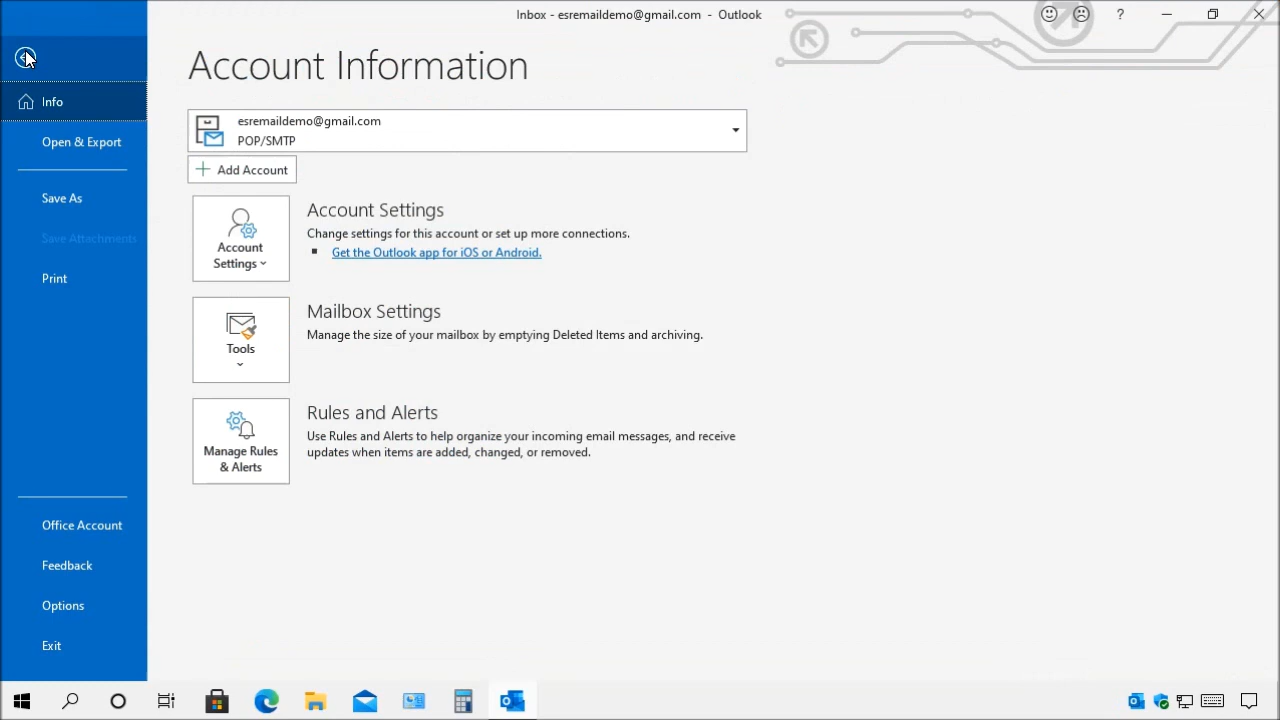 Inbox - esremaildemo@gmail.com - Outlook
?
Account Information
Info
esremaildemo@gmail.com
POP/SMTP
Open & Export
Add Account
Save As
Account Settings
Change settings for this account or set up more connections.
Get the Outlook app for iOS or Android.
Account
Settings
Save Attachments
Print
Mailbox Settings
Manage the size of your mailbox by emptying Deleted Items and archiving.
Tools
Rules and Alerts
Use Rules and Alerts to help organize your incoming email messages, and receive
updates when items are added, changed, or removed.
Manage Rules
& Alerts
Office Account
Feedback
Options
Exit